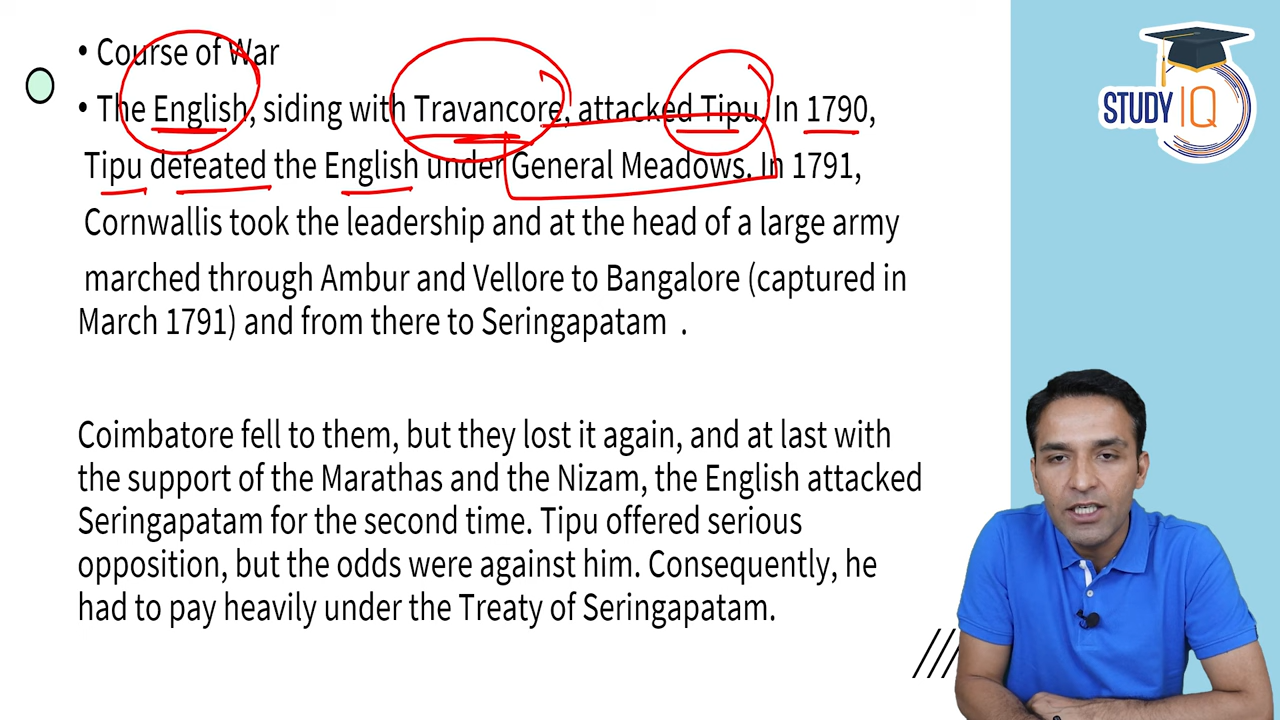 • Course of War
• The English, siding with Travancore, attacked Tipu. In 1790,
Tipu defeated the English under General Meadows. In 1791,
Cornwallis took the leadership and at the head of a large army
marched through Ambur and Vellore to Bangalore (captured in
March 1791) and from there to Seringapatam .
Coimbatore fell to them, but they lost it again, and at last with
the support of the Marathas and the Nizam, the English attacked
Seringapatam for the second time. Tipu offered serious
opposition, but the odds were against him. Consequently, he
had to pay heavily under the Treaty of Seringapatam.
STUDY IQ